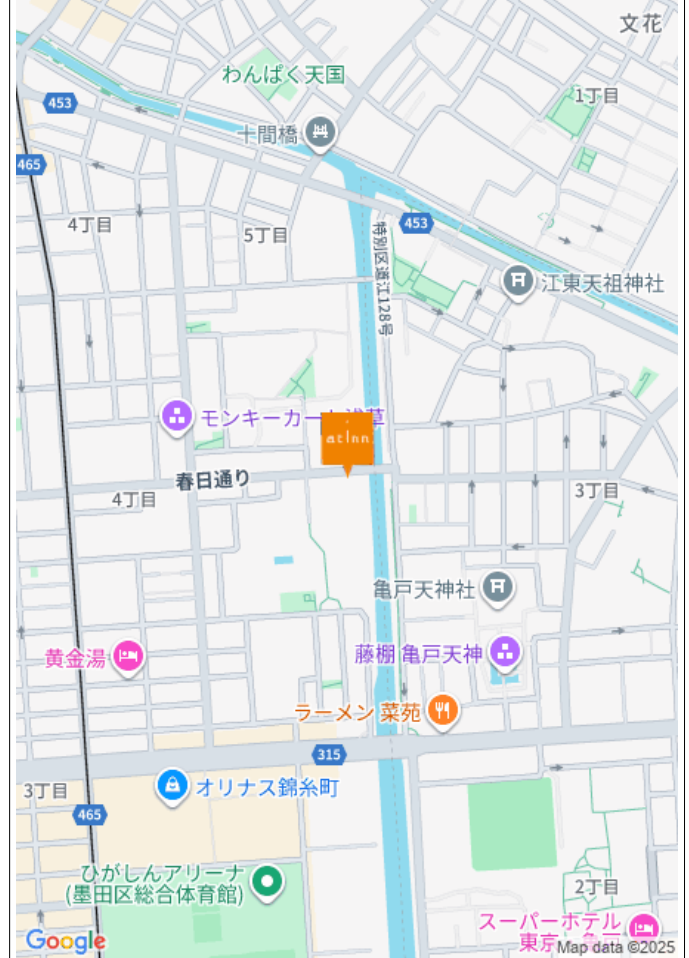 文花
わんぱく天国
1丁目
453
十間橋
465
4丁目
5丁目
453
特別区道江128号
江東天祖神社
モンキーカート浅草
at Inn
春日通り
4丁目
3丁目
亀戸天神社
黄金湯
藤棚 亀戸天神
ラーメン 菜苑
315
3丁目
オリナス錦糸町
465
ひがしんアリーナ
(墨田区総合体育館)
2丁目
スーパーホテル
東京
Google
Map data ©2025